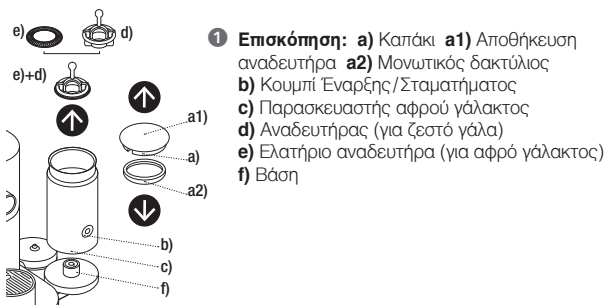 e)
d)
e)+d)
a1)
a)
a2)
b)
c)
f)
1 Επισκόπηση: a) Καπάκι a1) Αποθήκευση
αναδευτήρα a2) Μονωτικός δακτύλιος
b) Κουμπί Έναρξης/Σταματήματος
c) Παρασκευαστής αφρού γάλακτος
d) Αναδευτήρας (για ζεστό γάλα)
e) Ελατήριο αναδευτήρα (για αφρό γάλακτος)
f) Βάση